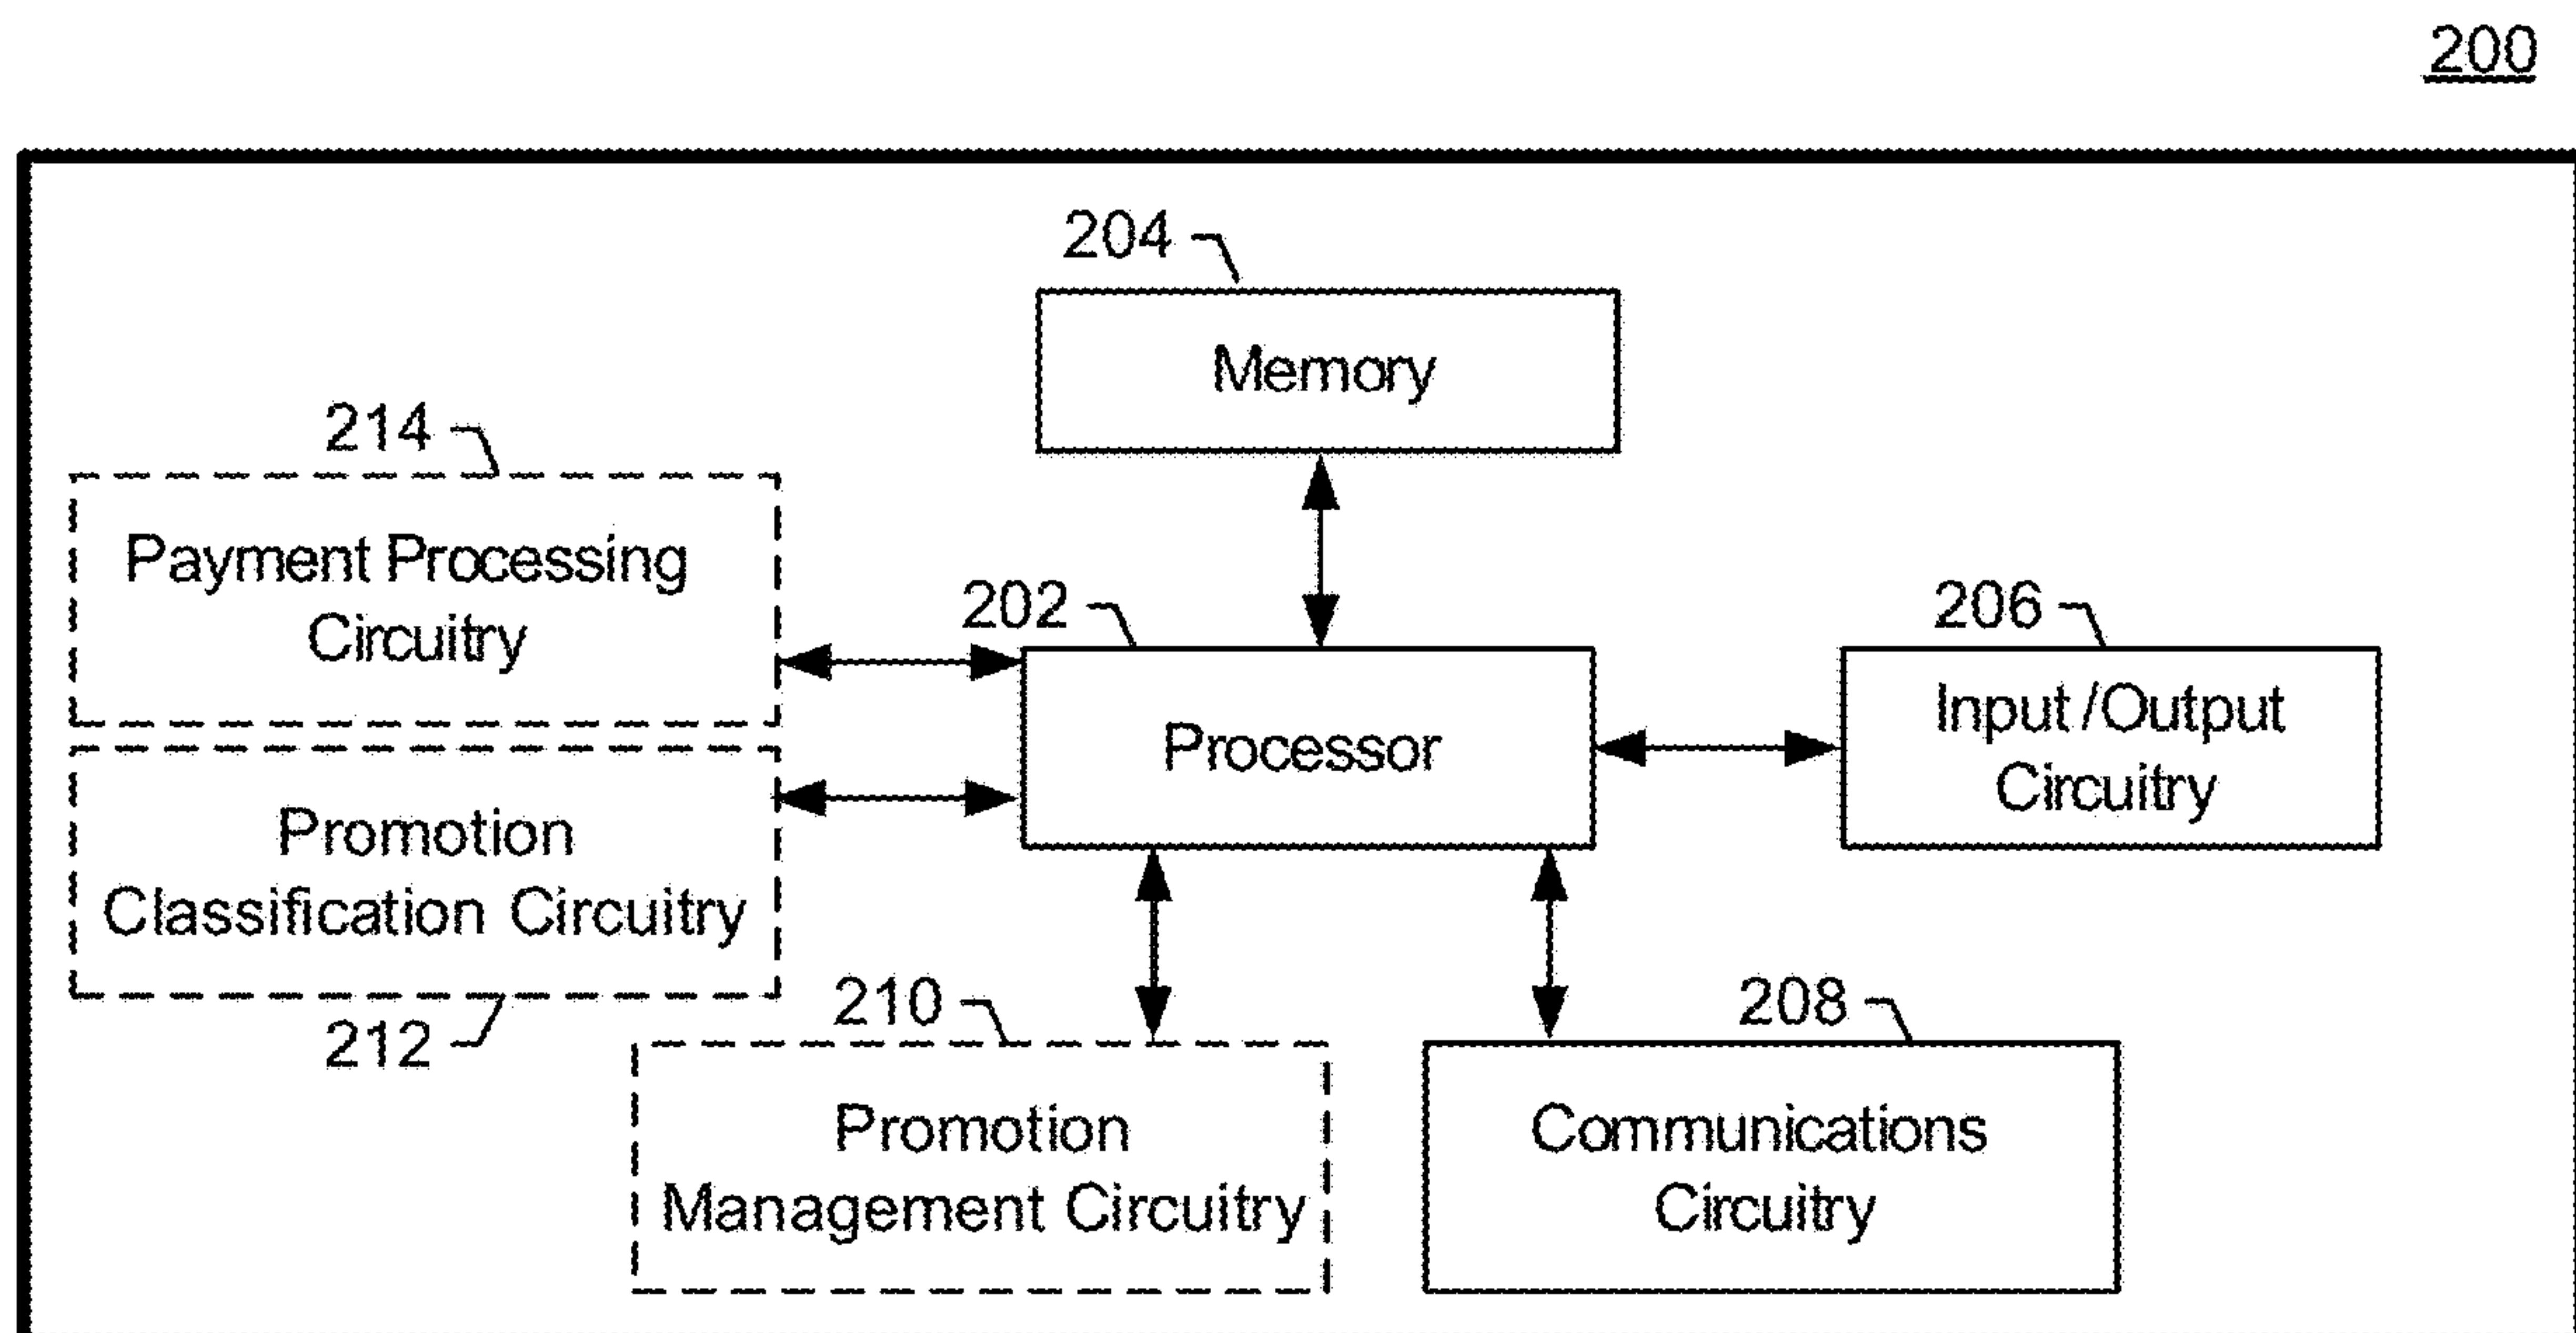 200
204
Memory
214
Payment Processing
Circuitry
202
Processor
206
Input /Output
Circuitry
Promotion
Classification Circuitry
212
210
Promotion
Management Circuitry
208
Communications
Circuitry